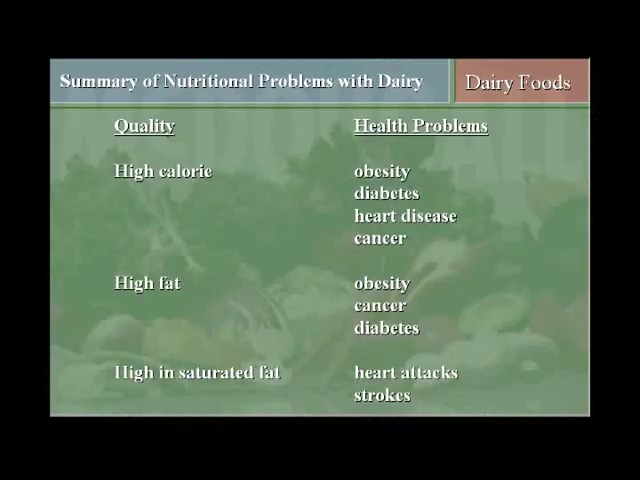 Summary of Nutritional Problems with Dairy
Dairy Foods
Quality Health Problems
High calorie obesity
diabetes
heart disease
cancer
High fat obesity
cancer
diabetes
High in saturated fat heart attacks
strokes